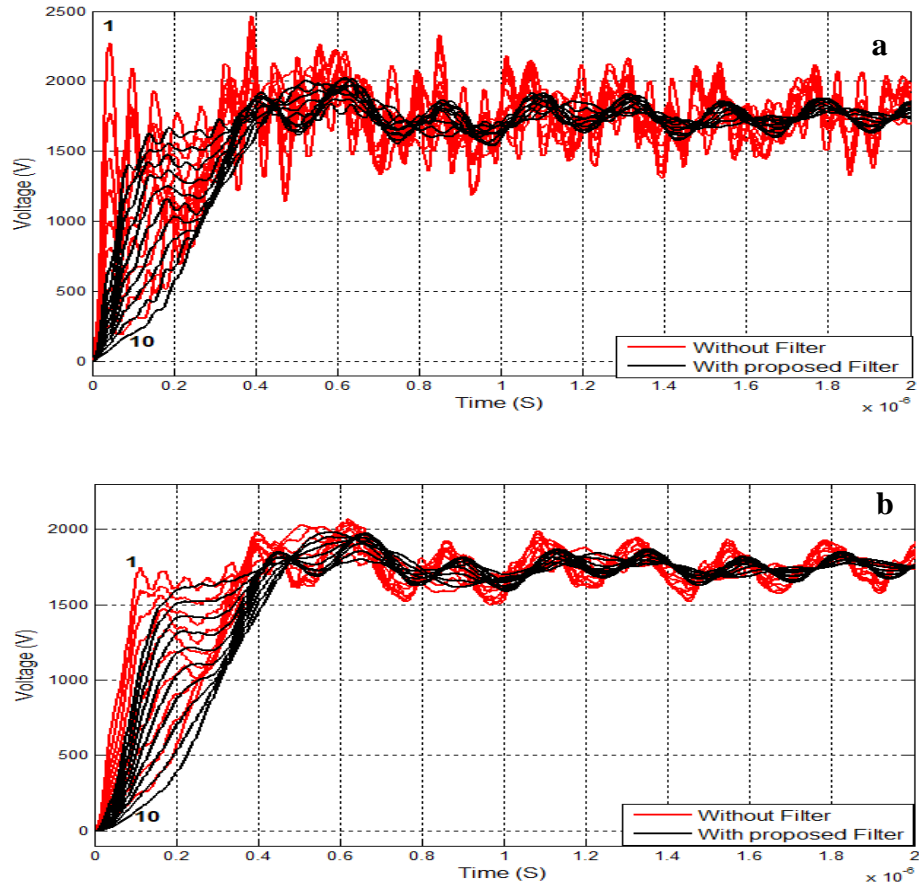 2500
1
a
2000
1500
Voltage (V)
1000
500
10
0
Without Filter
With proposed Filter
0 0.2 0.4 0.6 0.8 1 1.2 1.4 1.6 1.8 2
Time (S)
x 10⁻⁶
b
2000
1
1500
Voltage (V)
1000
500
10
0
Without Filter
With proposed Filter
0 0.2 0.4 0.6 0.8 1 1.2 1.4 1.6 1.8 2
Time (S)
x 10⁻⁶